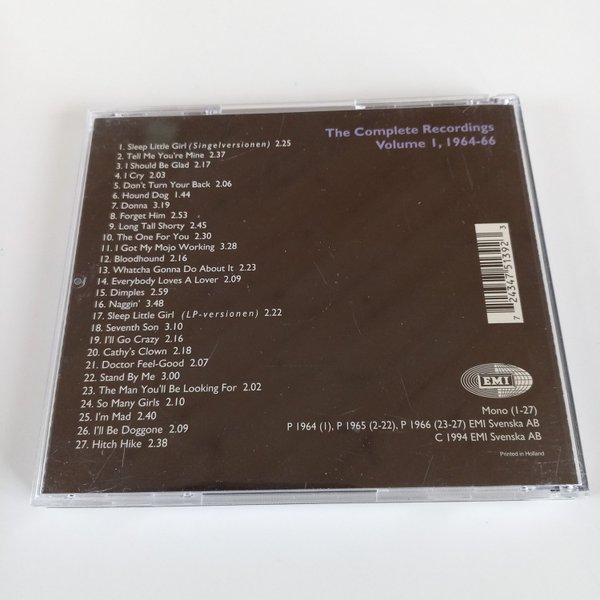 The Complete Recordings
Volume 1, 1964-66
1. Sleep Little Girl (Singelversionen) 2.25
2. Tell Me You're Mine 2.37
3. I Should Be Glad 2.17
4. I Cry 2.03
5. Don't Turn Your Back 2.06
6. Hound Dog 1.44
7. Donna 3.19
8. Forget Him 2.53
9. Long Tall Shorty 2.45
10. The One For You 2.30
11. I Got My Mojo Working 3.28
12. Bloodhound 2.16
13. Whatcha Gonna Do About It 2.23
14. Everybody Loves A Lover 2.09
15. Dimples 2.59
16. Naggin' 3.48
17. Sleep Little Girl (LP-versionen) 2.22
18. Seventh Son 3.10
19. I'll Go Crazy 2.16
20. Cathy's Clown 2.18
21. Doctor Feel-Good 2.07
22. Stand By Me 3.00
23. The Man You'll Be Looking For 2.02
24. So Many Girls 2.10
25. I'm Mad 2.40
26. I'll Be Doggone 2.09
27. Hitch Hike 2.38
7 24347 51392 3
EMI
Mono (1-27)
P 1964 (1), P 1965 (2-22), P 1966 (23-27) EMI Svenska AB
C 1994 EMI Svenska AB
Printed in Holland